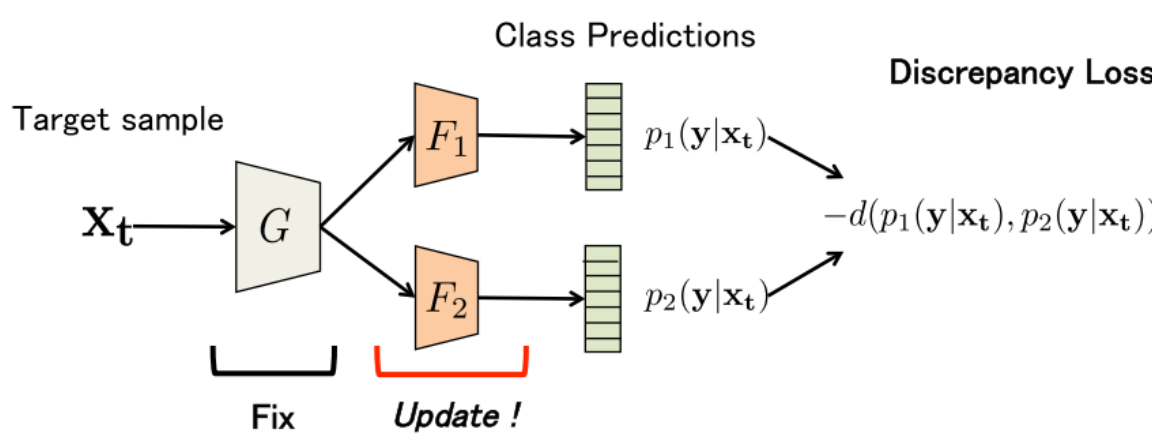 Class Predictions
Discrepancy Loss
Target sample
F₁
p₁(y|xₜ)
xₜ
G
−d(p₁(y|xₜ), p₂(y|xₜ))
F₂
p₂(y|xₜ)
Fix
Update !